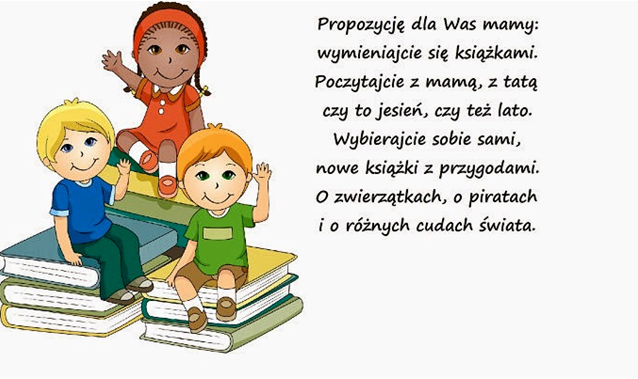 Propozycję dla Was mamy:
wymieniajcie się książkami.
Poczytajcie z mamą, z tatą
czy to jesień, czy też lato.
Wybierajcie sobie sami,
nowe książki z przygodami.
O zwierzątkach, o piratach
i o różnych cudach świata.